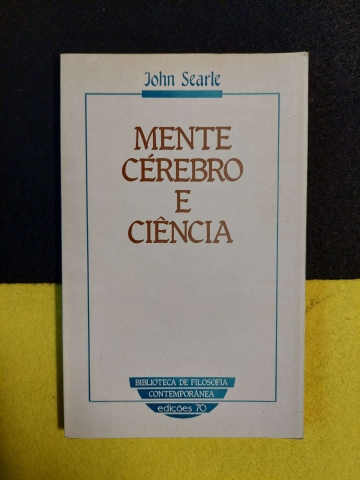 John Searle
MENTE
CÉREBRO
E
CIÊNCIA
BIBLIOTECA DE FILOSOFIA
CONTEMPORÂNEA
edições 70